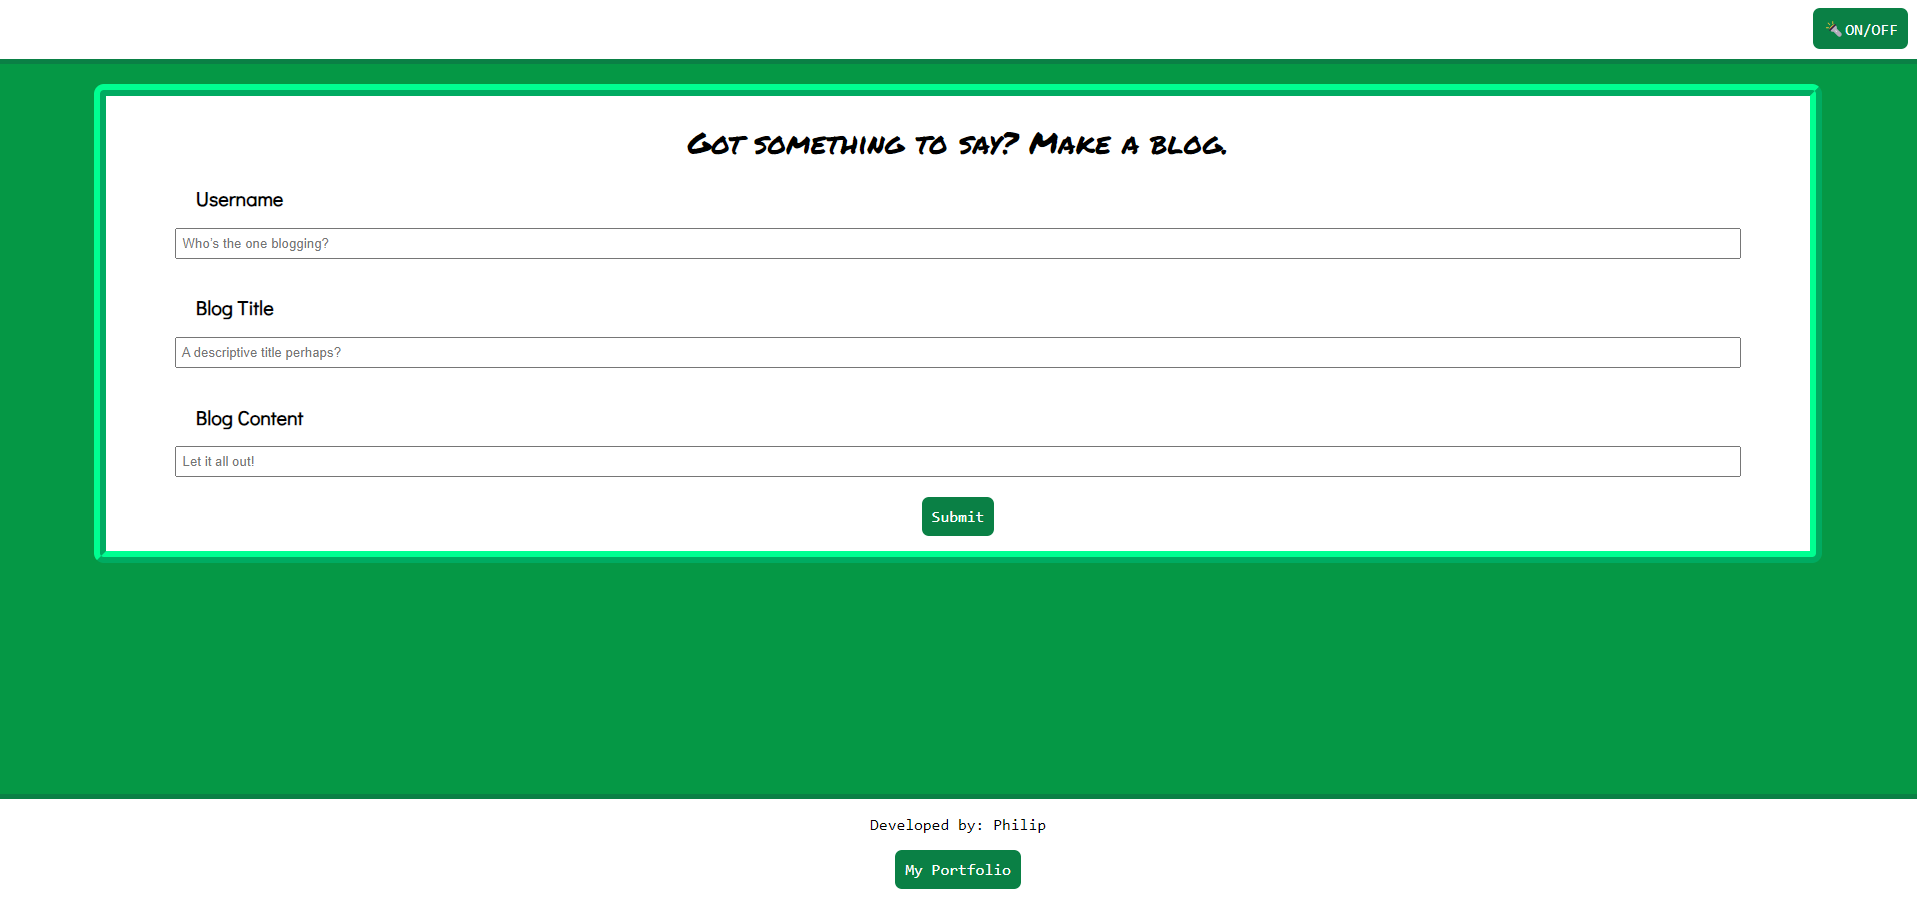 🔦ON/OFF
Got something to say? Make a blog.
Username
Who's the one blogging?
Blog Title
A descriptive title perhaps?
Blog Content
Let it all out!
Submit
Developed by: Philip
My Portfolio